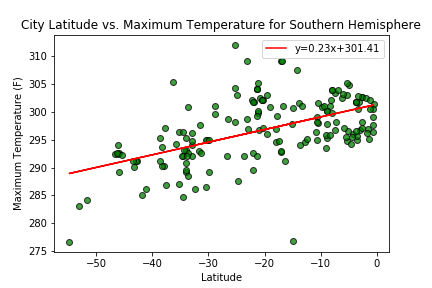 City Latitude vs. Maximum Temperature for Southern Hemisphere
y=0.23x+301.41
310
305
300
295
290
285
280
275
Maximum Temperature (F)
−50 −40 −30 −20 −10 0
Latitude